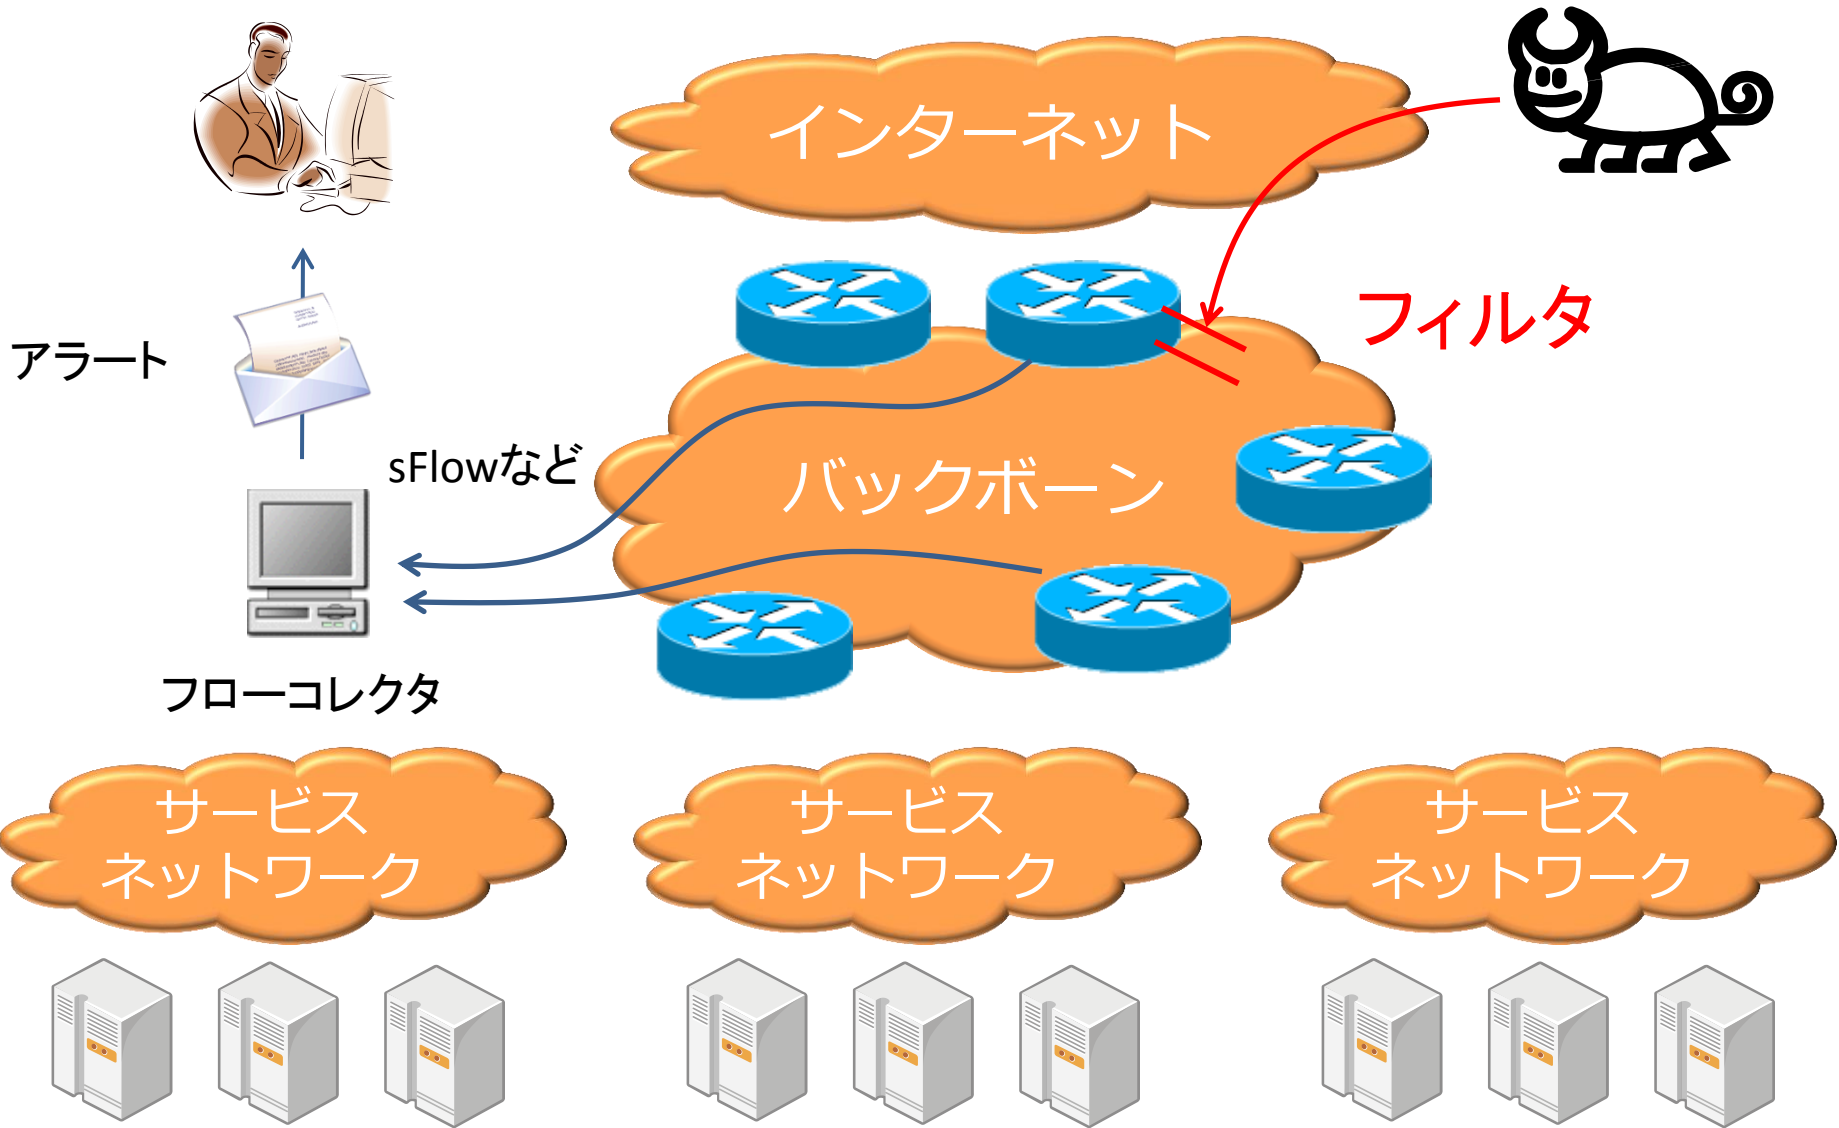 インターネット
フィルタ
アラート
sFlowなど
バックボーン
フローコレクタ
サービス
ネットワーク
サービス
ネットワーク
サービス
ネットワーク